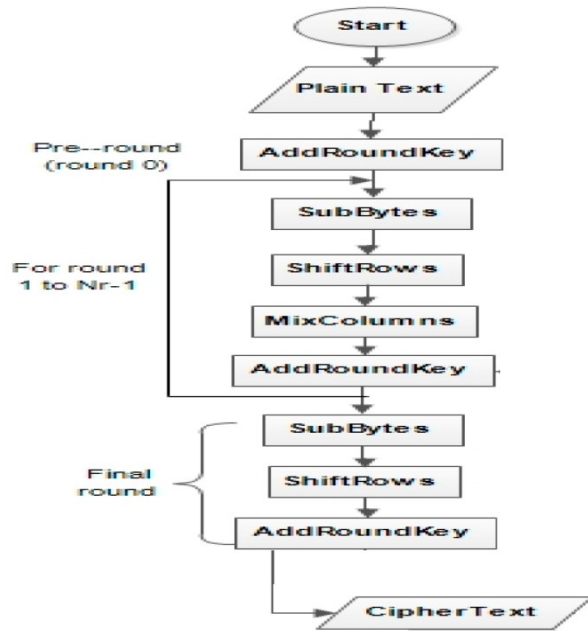 Start
Plain Text
Pre--round
(round 0)
AddRoundKey
SubBytes
For round
1 to Nr-1
ShiftRows
MixColumns
AddRoundKey
SubBytes
Final
round
ShiftRows
AddRoundKey
CipherText